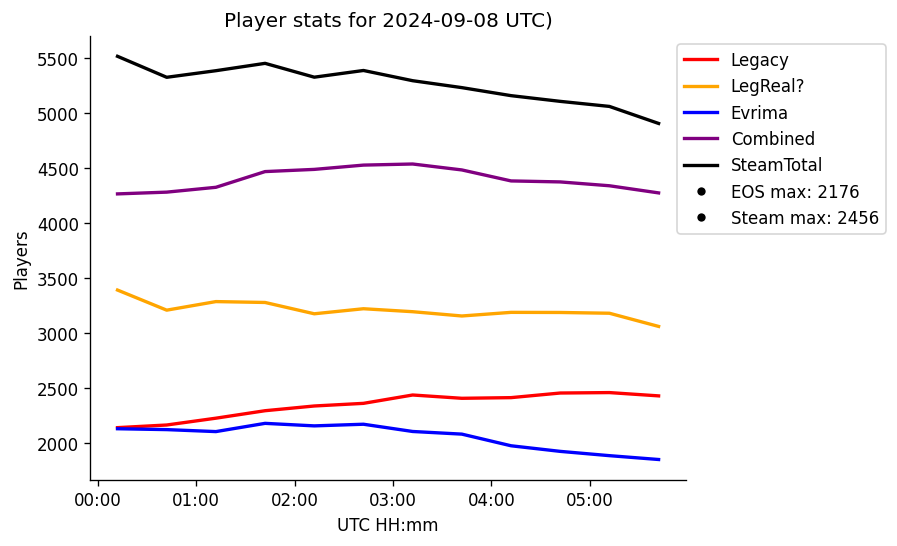 Player stats for 2024-09-08 UTC)
Players
5500
5000
4500
4000
3500
3000
2500
2000
00:00
01:00
02:00
03:00
04:00
05:00
UTC HH:mm
Legacy
LegReal?
Evrima
Combined
SteamTotal
EOS max: 2176
Steam max: 2456